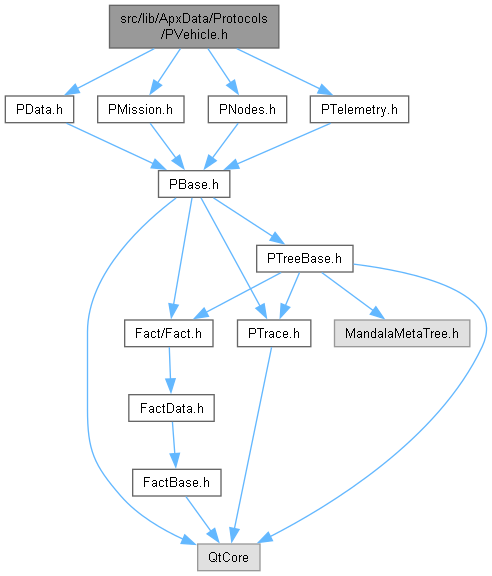 src/lib/ApxData/Protocols
/PVehicle.h
PData.h
PMission.h
PNodes.h
PTelemetry.h
PBase.h
PTreeBase.h
Fact/Fact.h
PTrace.h
MandalaMetaTree.h
FactData.h
FactBase.h
QtCore